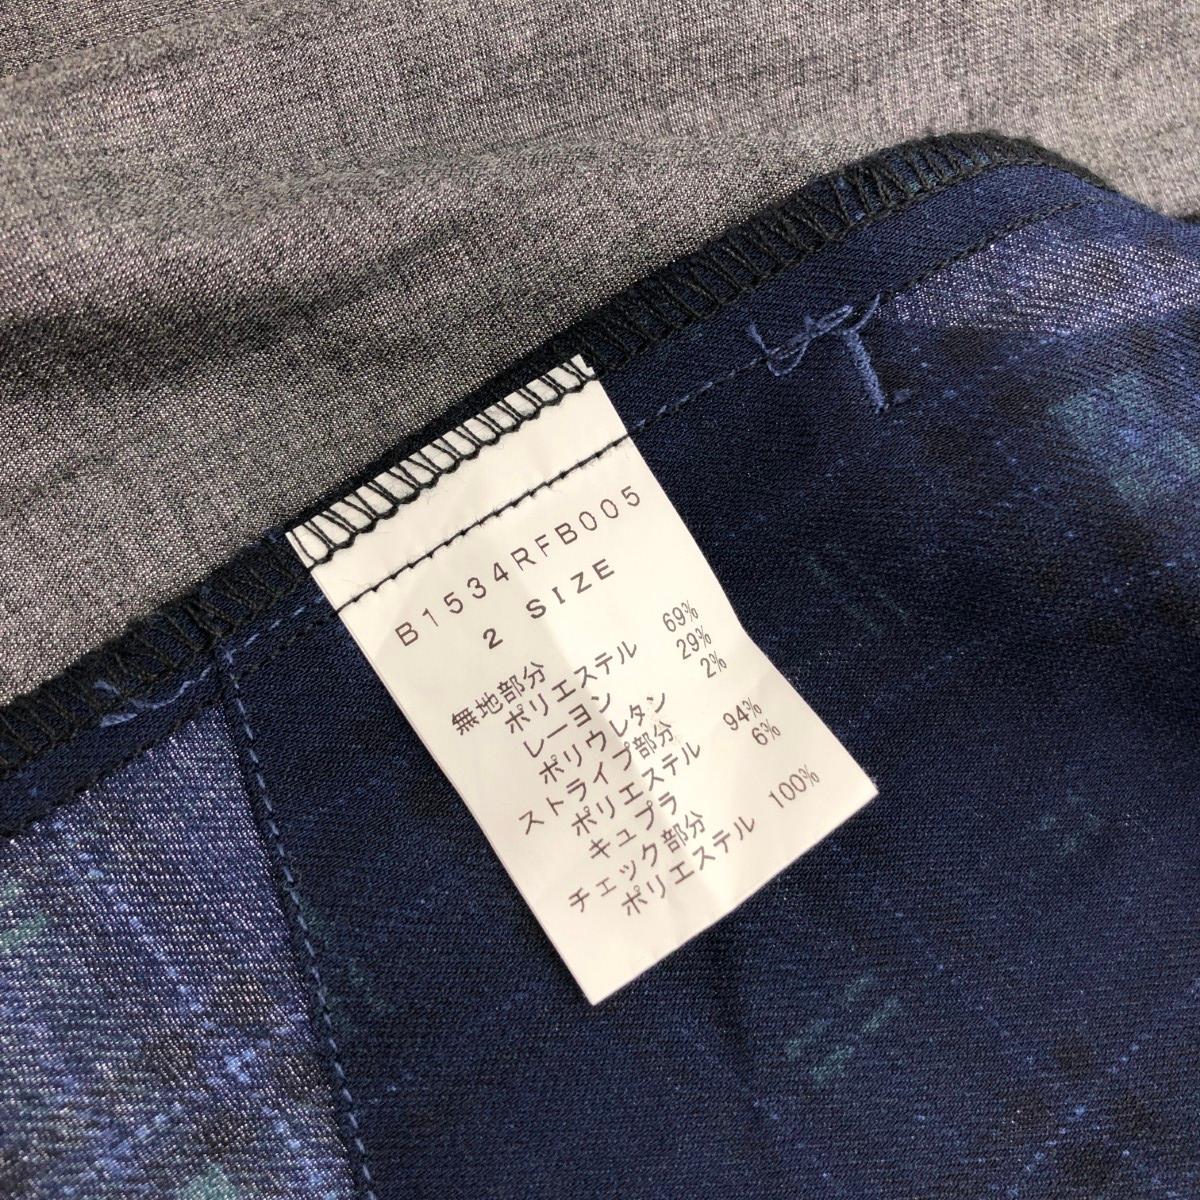 B1534RFB005
2 SIZE
無地部分
ポリエステル 69%
レーヨン 29%
ポリウレタン 2%
ストライプ部分
ポリエステル 94%
キュプラ 6%
チェック部分
ポリエステル 100%